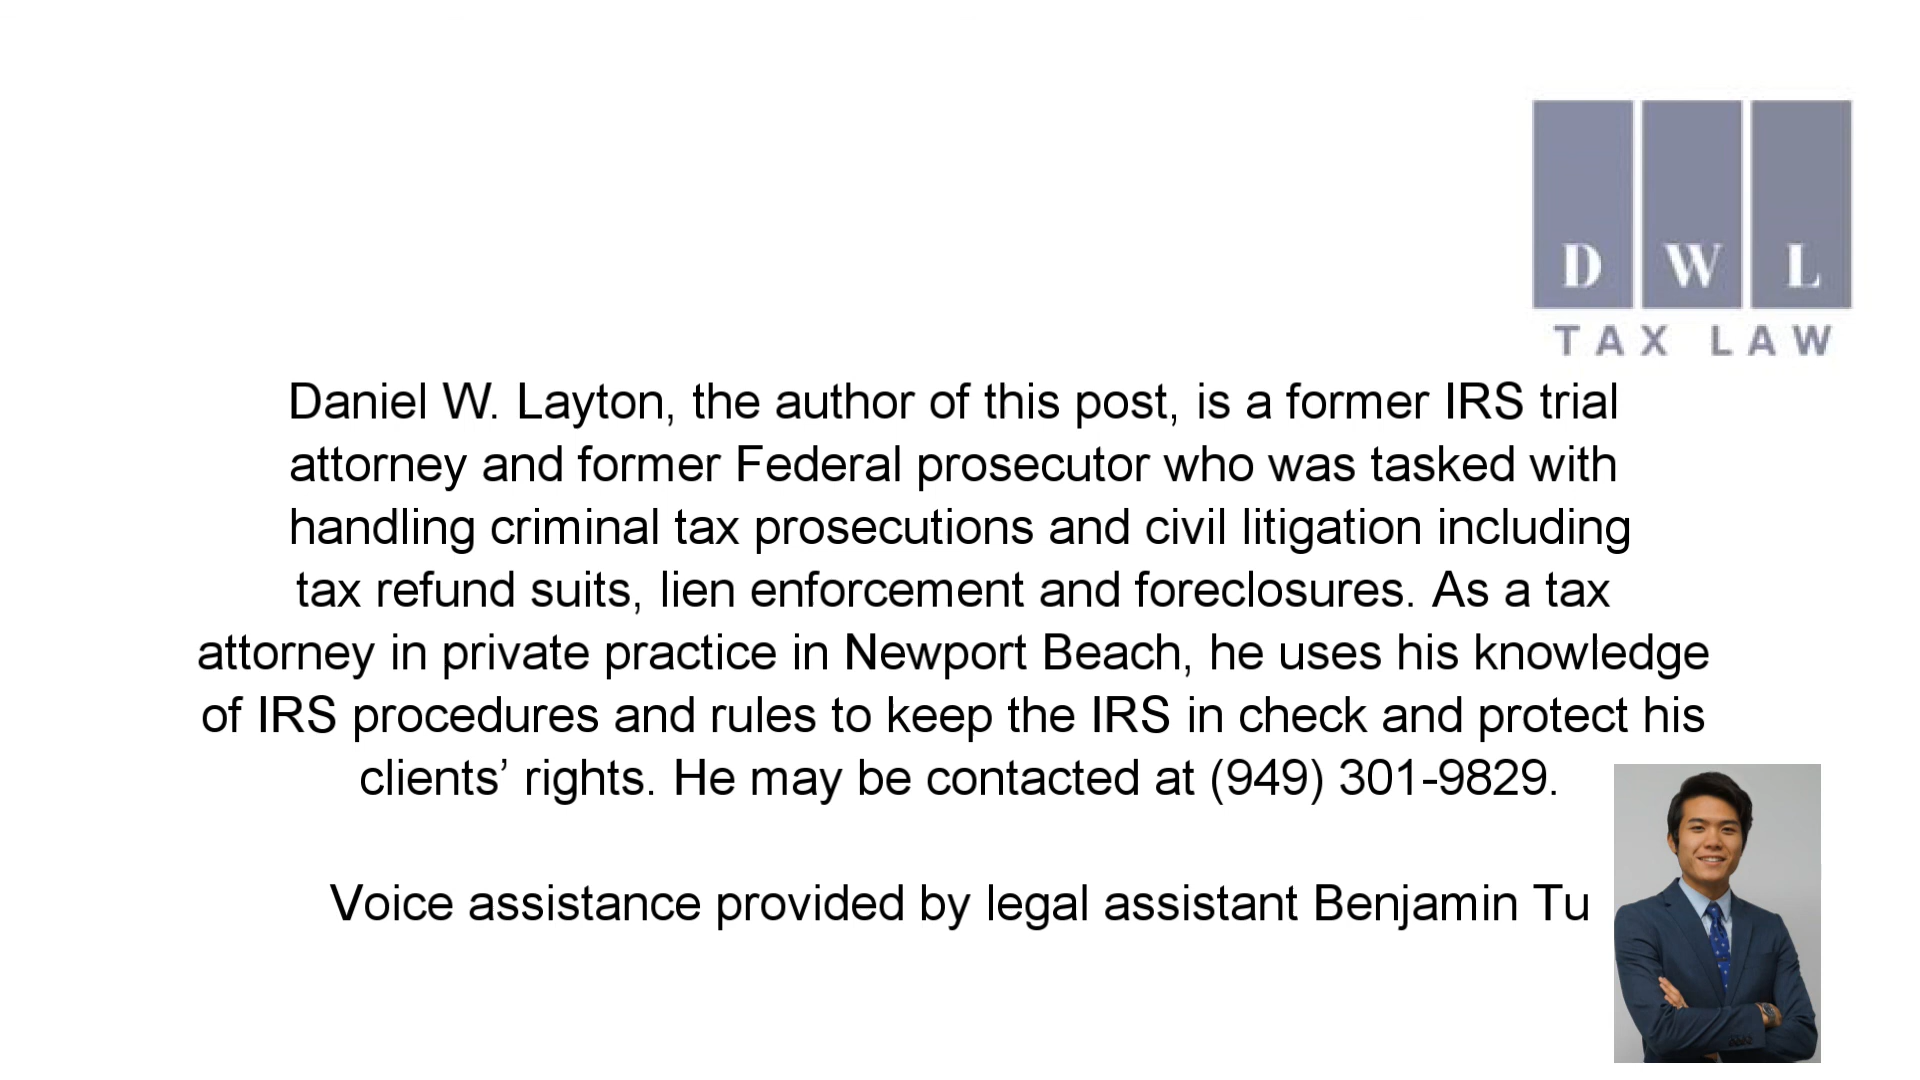 D W L
TAX LAW
Daniel W. Layton, the author of this post, is a former IRS trial
attorney and former Federal prosecutor who was tasked with
handling criminal tax prosecutions and civil litigation including
tax refund suits, lien enforcement and foreclosures. As a tax
attorney in private practice in Newport Beach, he uses his knowledge
of IRS procedures and rules to keep the IRS in check and protect his
clients’ rights. He may be contacted at (949) 301-9829.
Voice assistance provided by legal assistant Benjamin Tu